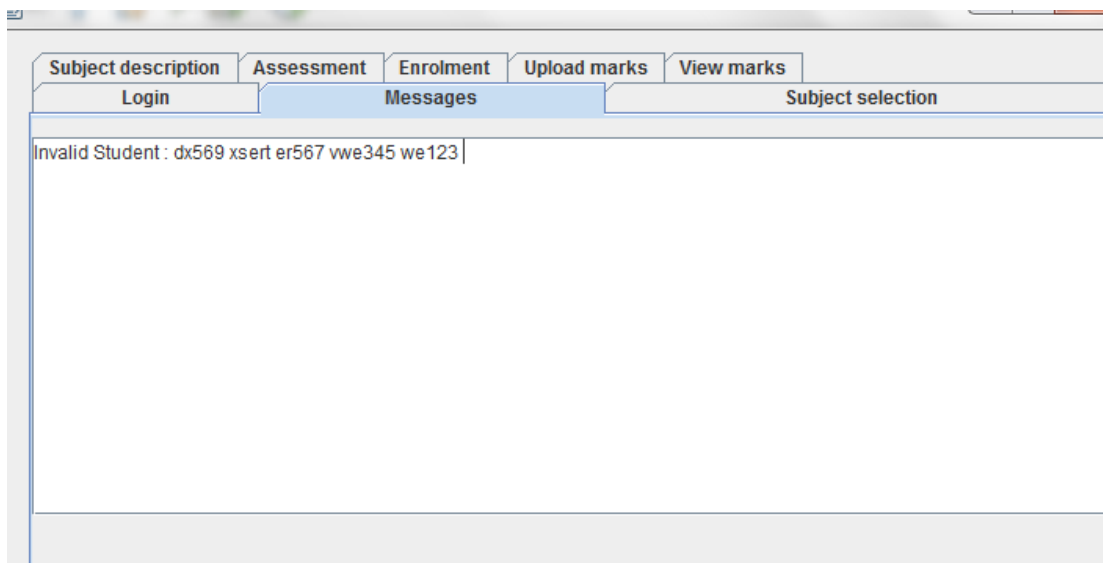 Subject description Assessment Enrolment Upload marks View marks
Login Messages Subject selection
Invalid Student : dx569 xsert er567 vwe345 we123